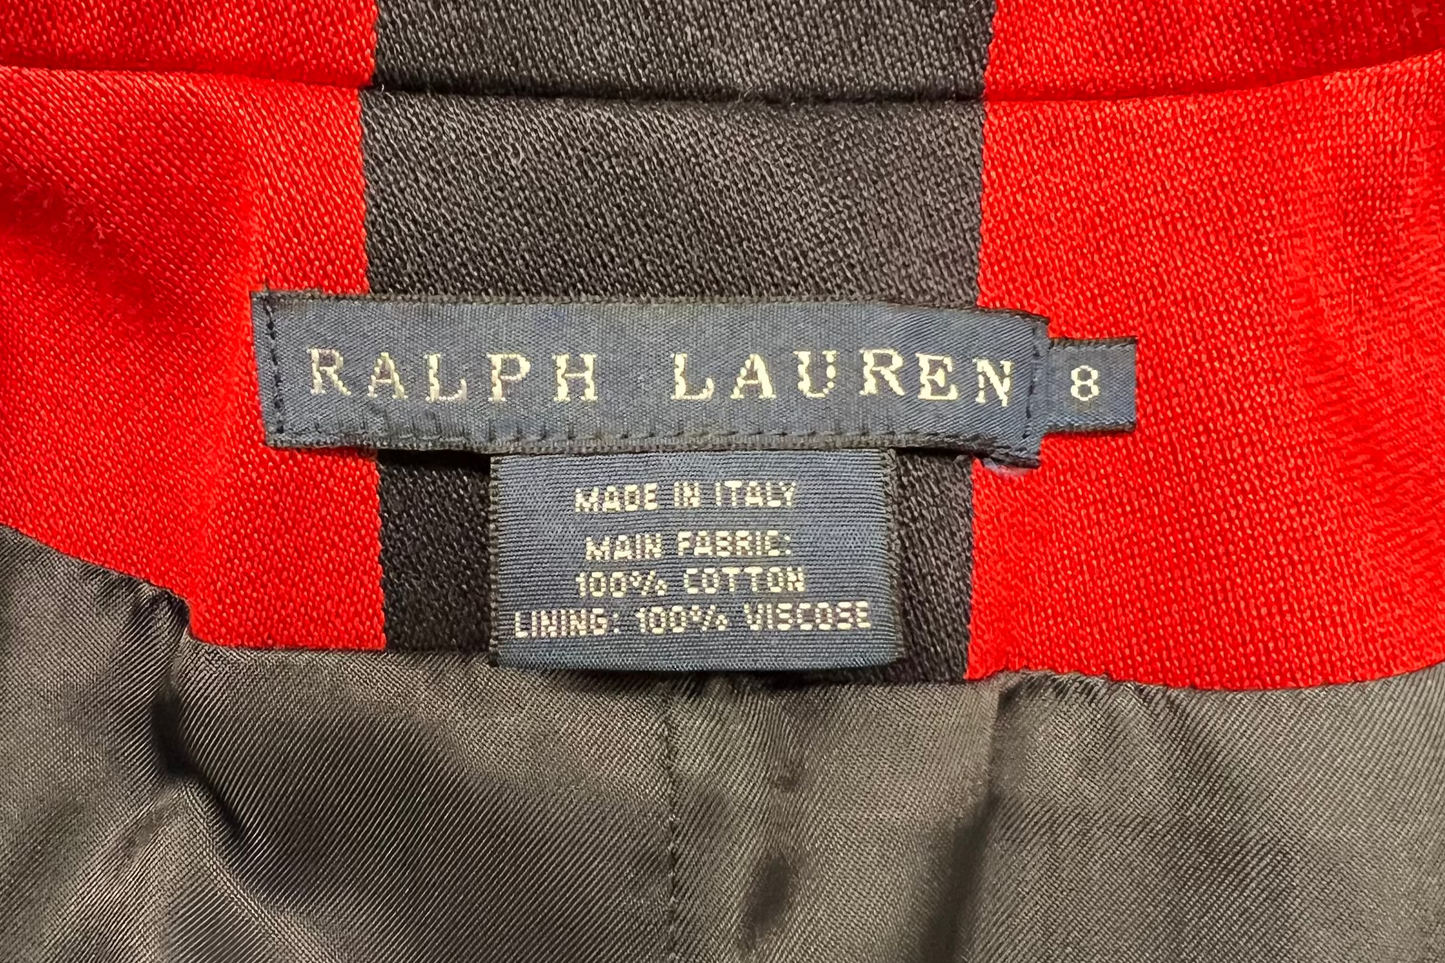 RALPH LAUREN 8
MADE IN ITALY
MAIN FABRIC:
100% COTTON
LINING: 100% VISCOSE